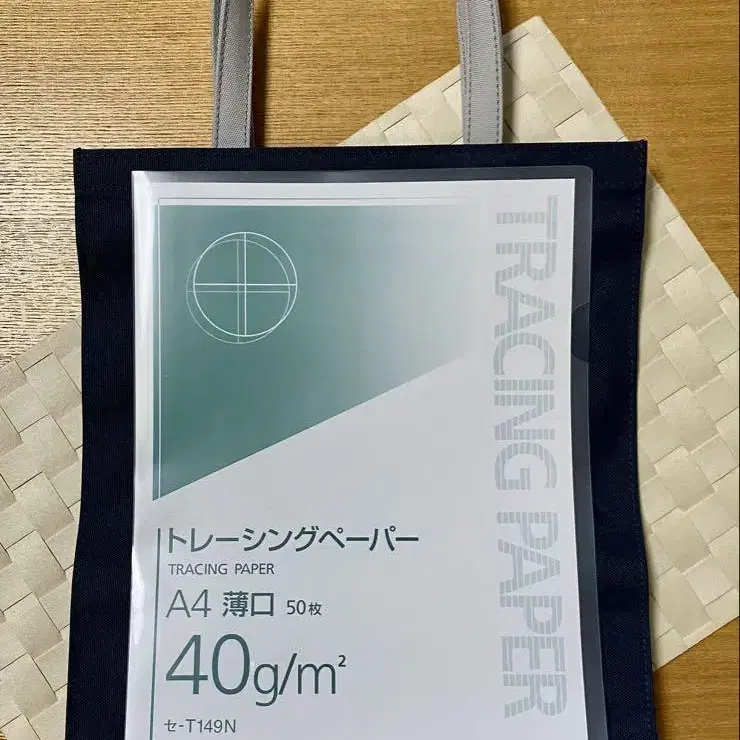 TRACING PAPER
トレーシングペーパー
TRACING PAPER
A4 薄口 50枚
40g/m²
セ-T149N